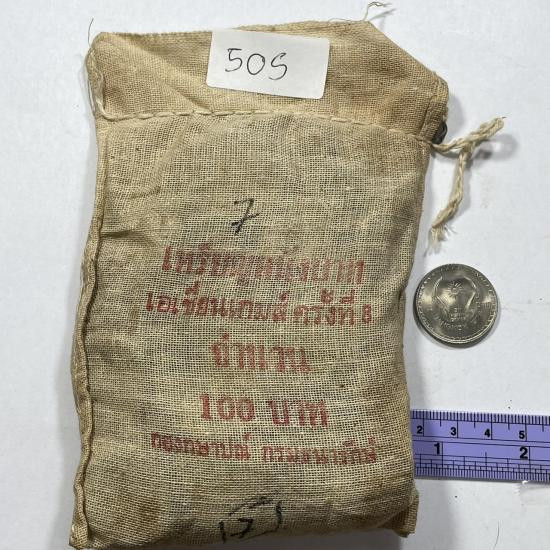 505
7
เหรียญหนึ่งบาท
เอเซี่ยนเกมส์ ครั้งที่ 8
จำนวน
100 บาท
กองกษาปณ์ กรมธนารักษ์
(7)
2 3 4 5
1 2